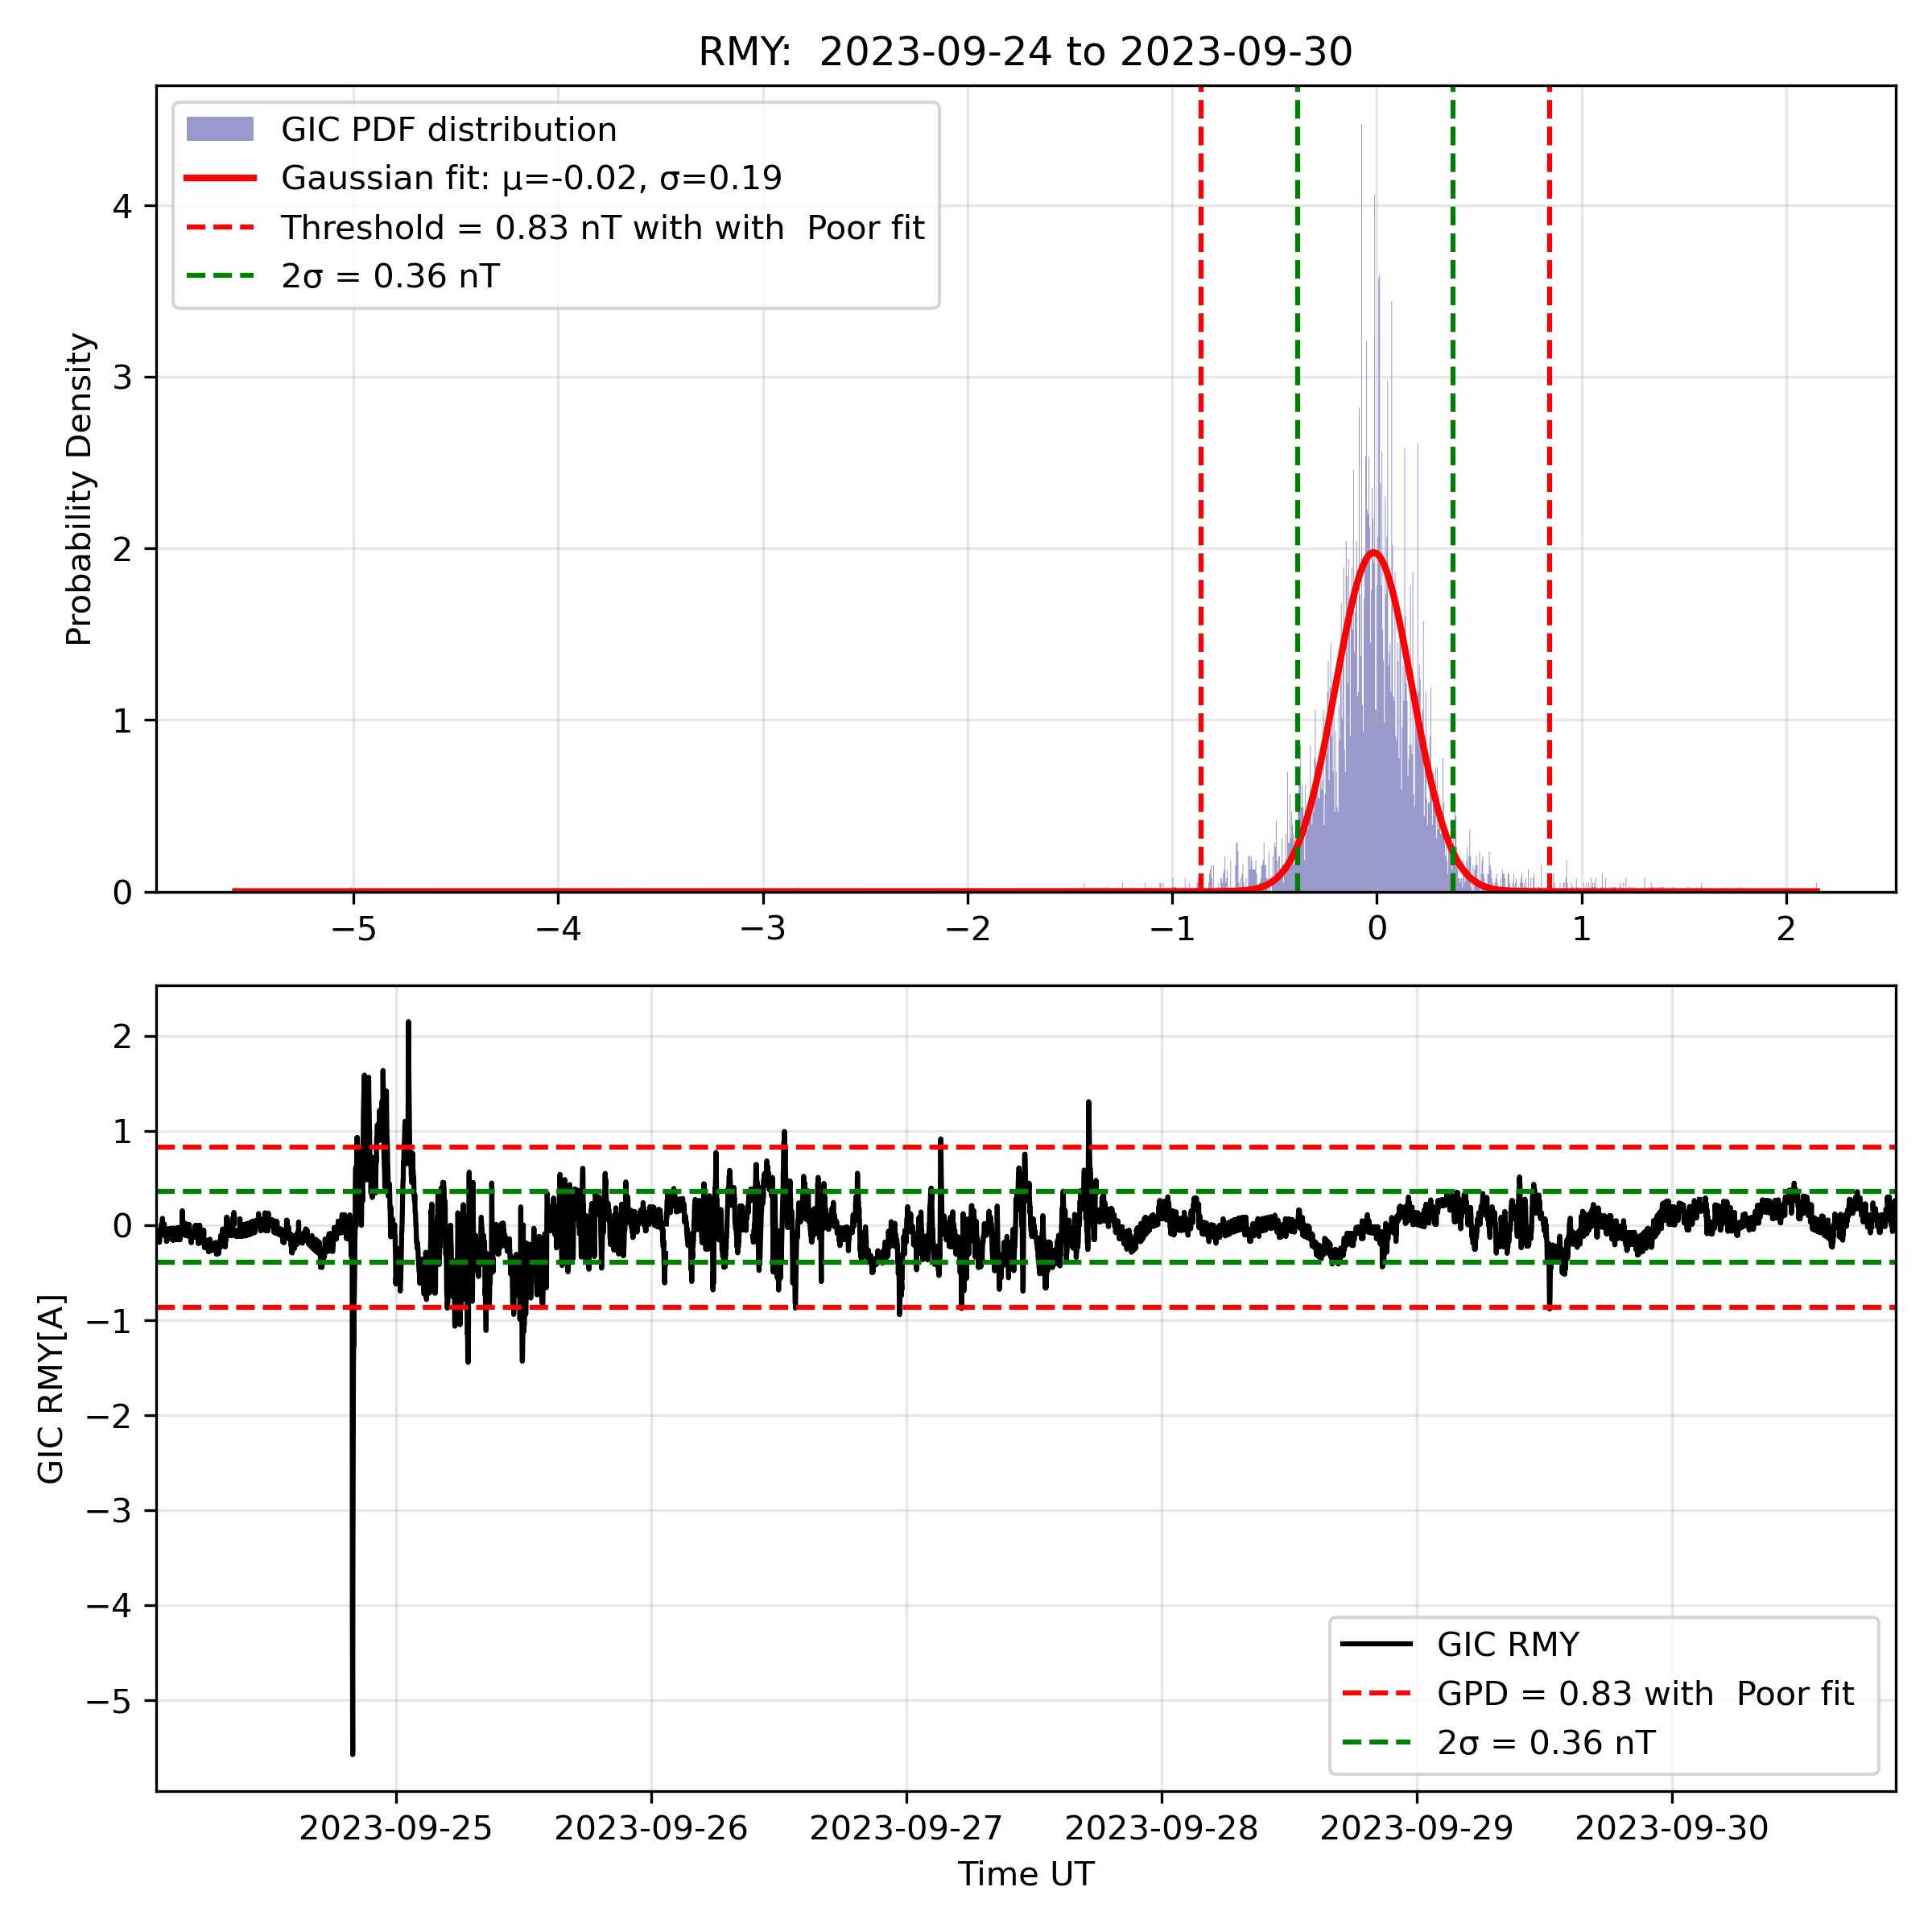 RMY:  2023-09-24 to 2023-09-30
GIC PDF distribution
Gaussian fit: μ=-0.02, σ=0.19
Threshold = 0.83 nT with with  Poor fit
2σ = 0.36 nT
Probability Density
4
3
2
1
0
−5 −4 −3 −2 −1 0 1 2
GIC RMY[A]
2
1
0
−1
−2
−3
−4
−5
GIC RMY
GPD = 0.83 with  Poor fit
2σ = 0.36 nT
2023-09-25 2023-09-26 2023-09-27 2023-09-28 2023-09-29 2023-09-30
Time UT